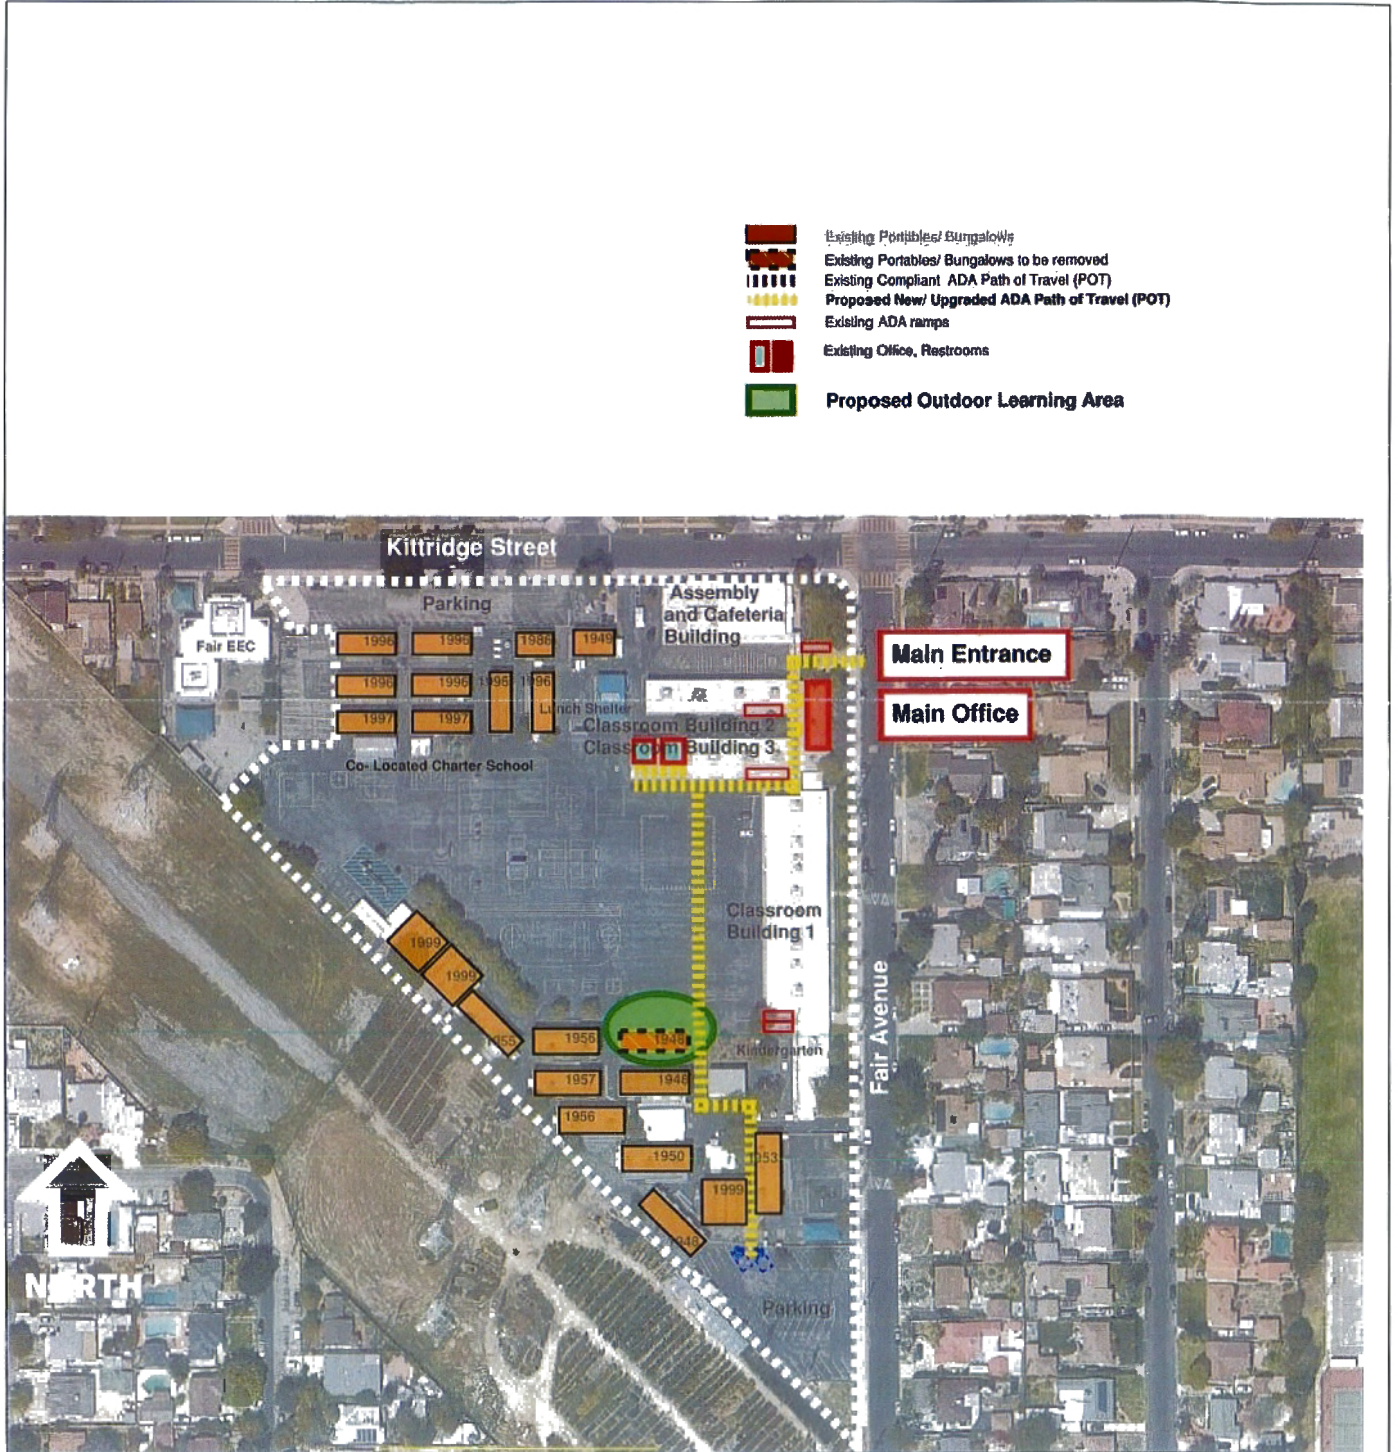 Existing Portables/ Bungalows
Existing Portables/ Bungalows to be removed
Existing Compliant ADA Path of Travel (POT)
Proposed New/ Upgraded ADA Path of Travel (POT)
Existing ADA ramps
Existing Office, Restrooms
Proposed Outdoor Learning Area
Kittridge Street
Parking
Assembly
and Cafeteria
Building
Fair EEC
1996
1996
1986
1949
Main Entrance
1996
1996
1995
1996
Lunch Shelter
Main Office
1997
1997
Classroom Building 2
Classroom Building 3
Co- Located Charter School
Classroom
Building 1
1999
1999
Fair Avenue
1956
1948
Kindergarten
1957
1948
1956
1950
1999
NORTH
Parking